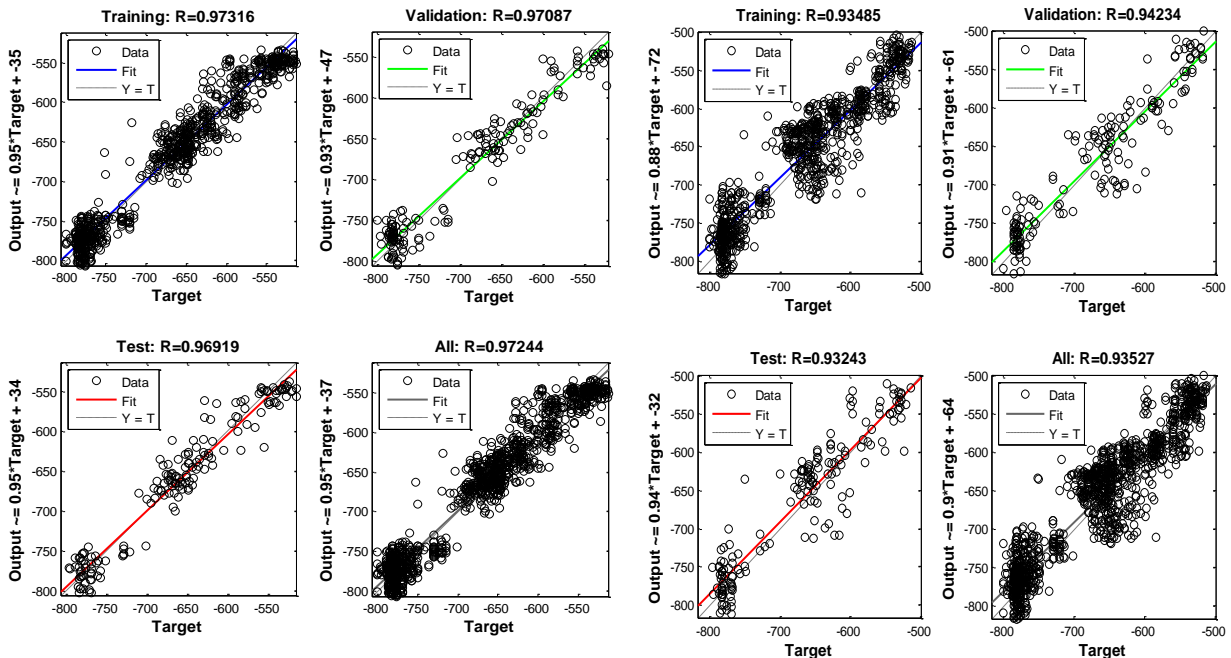 Training: R=0.97316
Output ~= 0.95*Target + -35
-550
-600
-650
-700
-750
-800
Data
Fit
Y = T
-800 -750 -700 -650 -600 -550
Target
Validation: R=0.97087
Output ~= 0.93*Target + -47
-550
-600
-650
-700
-750
-800
Data
Fit
Y = T
-800 -750 -700 -650 -600 -550
Target
Training: R=0.93485
Output ~= 0.88*Target + -72
-500
-550
-600
-650
-700
-750
-800
Data
Fit
Y = T
-800 -700 -600 -500
Target
Validation: R=0.94234
Output ~= 0.91*Target + -61
-500
-550
-600
-650
-700
-750
-800
Data
Fit
Y = T
-800 -700 -600 -500
Target
Test: R=0.96919
Output ~= 0.95*Target + -34
-550
-600
-650
-700
-750
-800
Data
Fit
Y = T
-800 -750 -700 -650 -600 -550
Target
All: R=0.97244
Output ~= 0.95*Target + -37
-550
-600
-650
-700
-750
-800
Data
Fit
Y = T
-800 -750 -700 -650 -600 -550
Target
Test: R=0.93243
Output ~= 0.94*Target + -32
-500
-550
-600
-650
-700
-750
-800
Data
Fit
Y = T
-800 -700 -600 -500
Target
All: R=0.93527
Output ~= 0.9*Target + -64
-500
-550
-600
-650
-700
-750
-800
Data
Fit
Y = T
-800 -700 -600 -500
Target